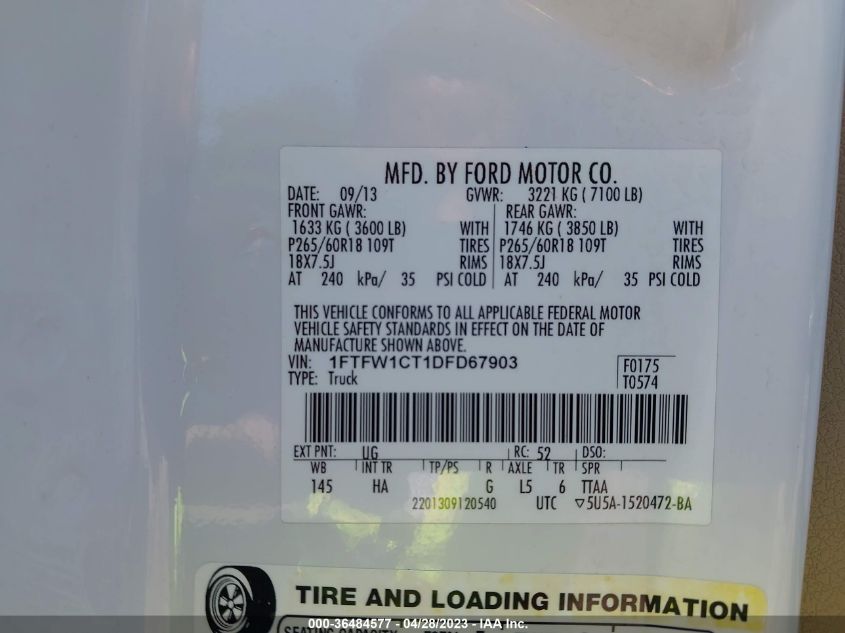 MFD. BY FORD MOTOR CO.
DATE: 09/13 GVWR: 3221 KG ( 7100 LB)
FRONT GAWR: REAR GAWR:
1633 KG ( 3600 LB) WITH 1746 KG ( 3850 LB) WITH
P265/60R18 109T TIRES P265/60R18 109T TIRES
18X7.5J RIMS 18X7.5J RIMS
AT 240 kPa/ 35 PSI COLD AT 240 kPa/ 35 PSI COLD
THIS VEHICLE CONFORMS TO ALL APPLICABLE FEDERAL MOTOR
VEHICLE SAFETY STANDARDS IN EFFECT ON THE DATE OF
MANUFACTURE SHOWN ABOVE.
VIN: 1FTFW1CT1DFD67903 F0175
TYPE: Truck T0574
EXT PNT: UG RC: 52 DSO:
WB INT TR TP/PS R AXLE TR SPR
145 HA G L5 6 TTAA
2201309120540 UTC ▽5U5A-1520472-BA
TIRE AND LOADING INFORMATION
SEATING CAPACITY
000-36484577 - 04/28/2023 - IAA Inc.